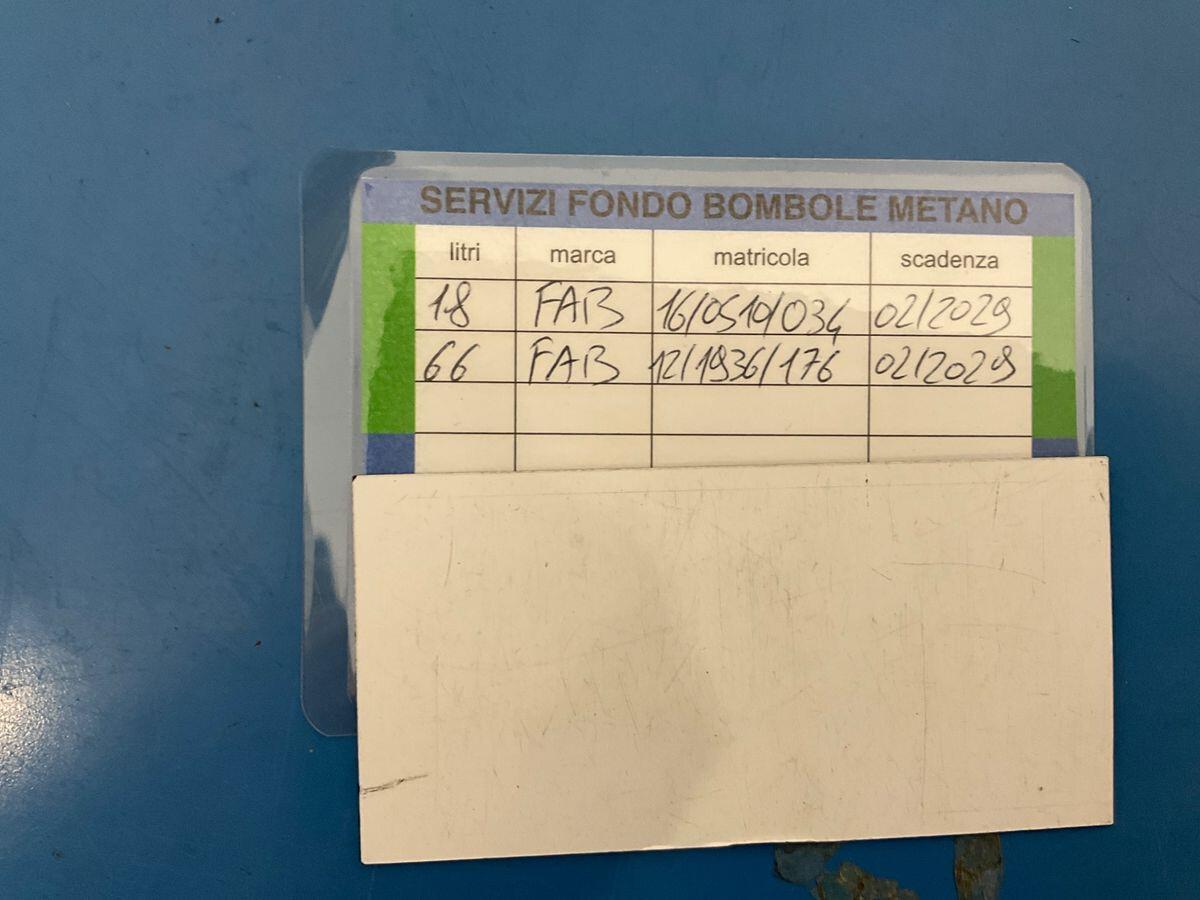 SERVIZI FONDO BOMBOLE METANO
litri marca matricola scadenza
18 FAB 16/0510/034 02/2029
66 FAB 12/1936/176 02/2029